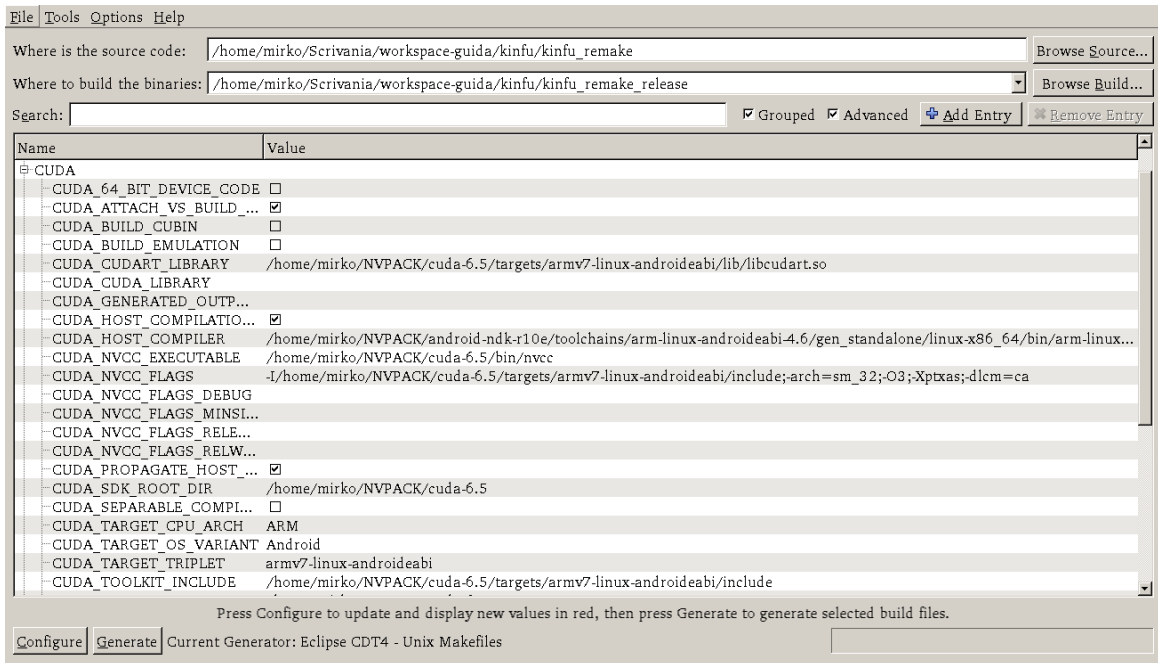 File Tools Options Help
Where is the source code: /home/mirko/Scrivania/workspace-guida/kinfu/kinfu_remake Browse Source...
Where to build the binaries: /home/mirko/Scrivania/workspace-guida/kinfu/kinfu_remake_release Browse Build...
Search: Grouped Advanced Add Entry Remove Entry
Name Value
CUDA
CUDA_64_BIT_DEVICE_CODE
CUDA_ATTACH_VS_BUILD_...
CUDA_BUILD_CUBIN
CUDA_BUILD_EMULATION
CUDA_CUDART_LIBRARY /home/mirko/NVPACK/cuda-6.5/targets/armv7-linux-androideabi/lib/libcudart.so
CUDA_CUDA_LIBRARY
CUDA_GENERATED_OUTP...
CUDA_HOST_COMPILATIO...
CUDA_HOST_COMPILER /home/mirko/NVPACK/android-ndk-r10e/toolchains/arm-linux-androideabi-4.6/gen_standalone/linux-x86_64/bin/arm-linux...
CUDA_NVCC_EXECUTABLE /home/mirko/NVPACK/cuda-6.5/bin/nvcc
CUDA_NVCC_FLAGS -I/home/mirko/NVPACK/cuda-6.5/targets/armv7-linux-androideabi/include;-arch=sm_32;-O3;-Xptxas;-dlcm=ca
CUDA_NVCC_FLAGS_DEBUG
CUDA_NVCC_FLAGS_MINSI...
CUDA_NVCC_FLAGS_RELE...
CUDA_NVCC_FLAGS_RELW...
CUDA_PROPAGATE_HOST_...
CUDA_SDK_ROOT_DIR /home/mirko/NVPACK/cuda-6.5
CUDA_SEPARABLE_COMPI...
CUDA_TARGET_CPU_ARCH ARM
CUDA_TARGET_OS_VARIANT Android
CUDA_TARGET_TRIPLET armv7-linux-androideabi
CUDA_TOOLKIT_INCLUDE /home/mirko/NVPACK/cuda-6.5/targets/armv7-linux-androideabi/include
Press Configure to update and display new values in red, then press Generate to generate selected build files.
Configure Generate Current Generator: Eclipse CDT4 - Unix Makefiles